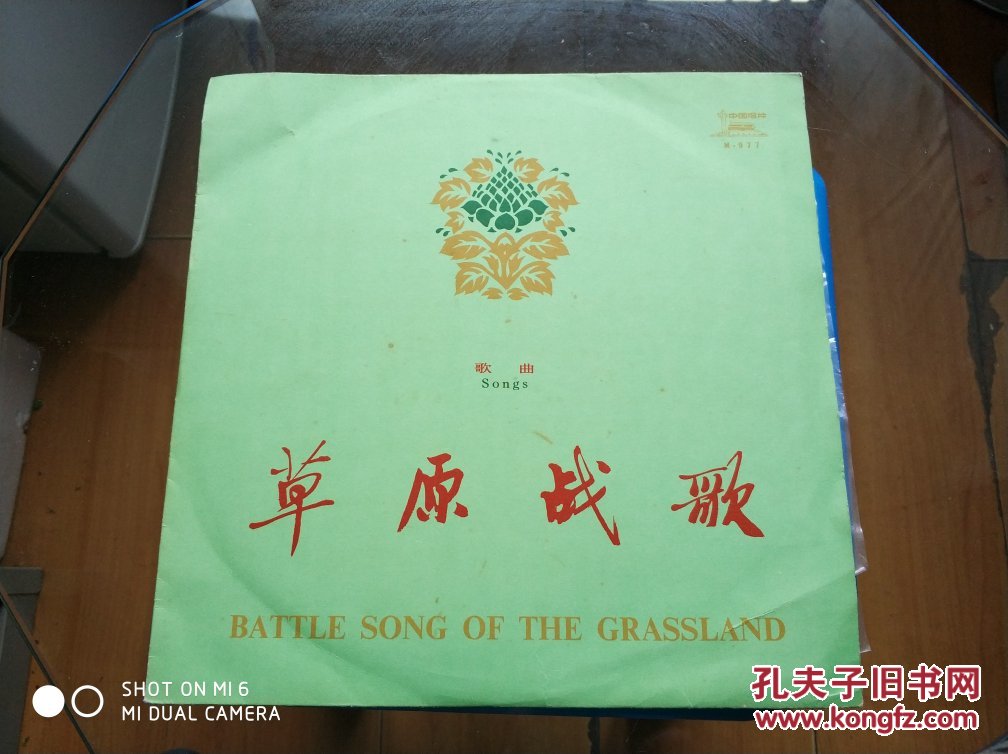 中国唱片
M-977
歌曲
Songs
草原战歌
BATTLE SONG OF THE GRASSLAND
SHOT ON MI 6
MI DUAL CAMERA
孔夫子旧书网
www.kongfz.com